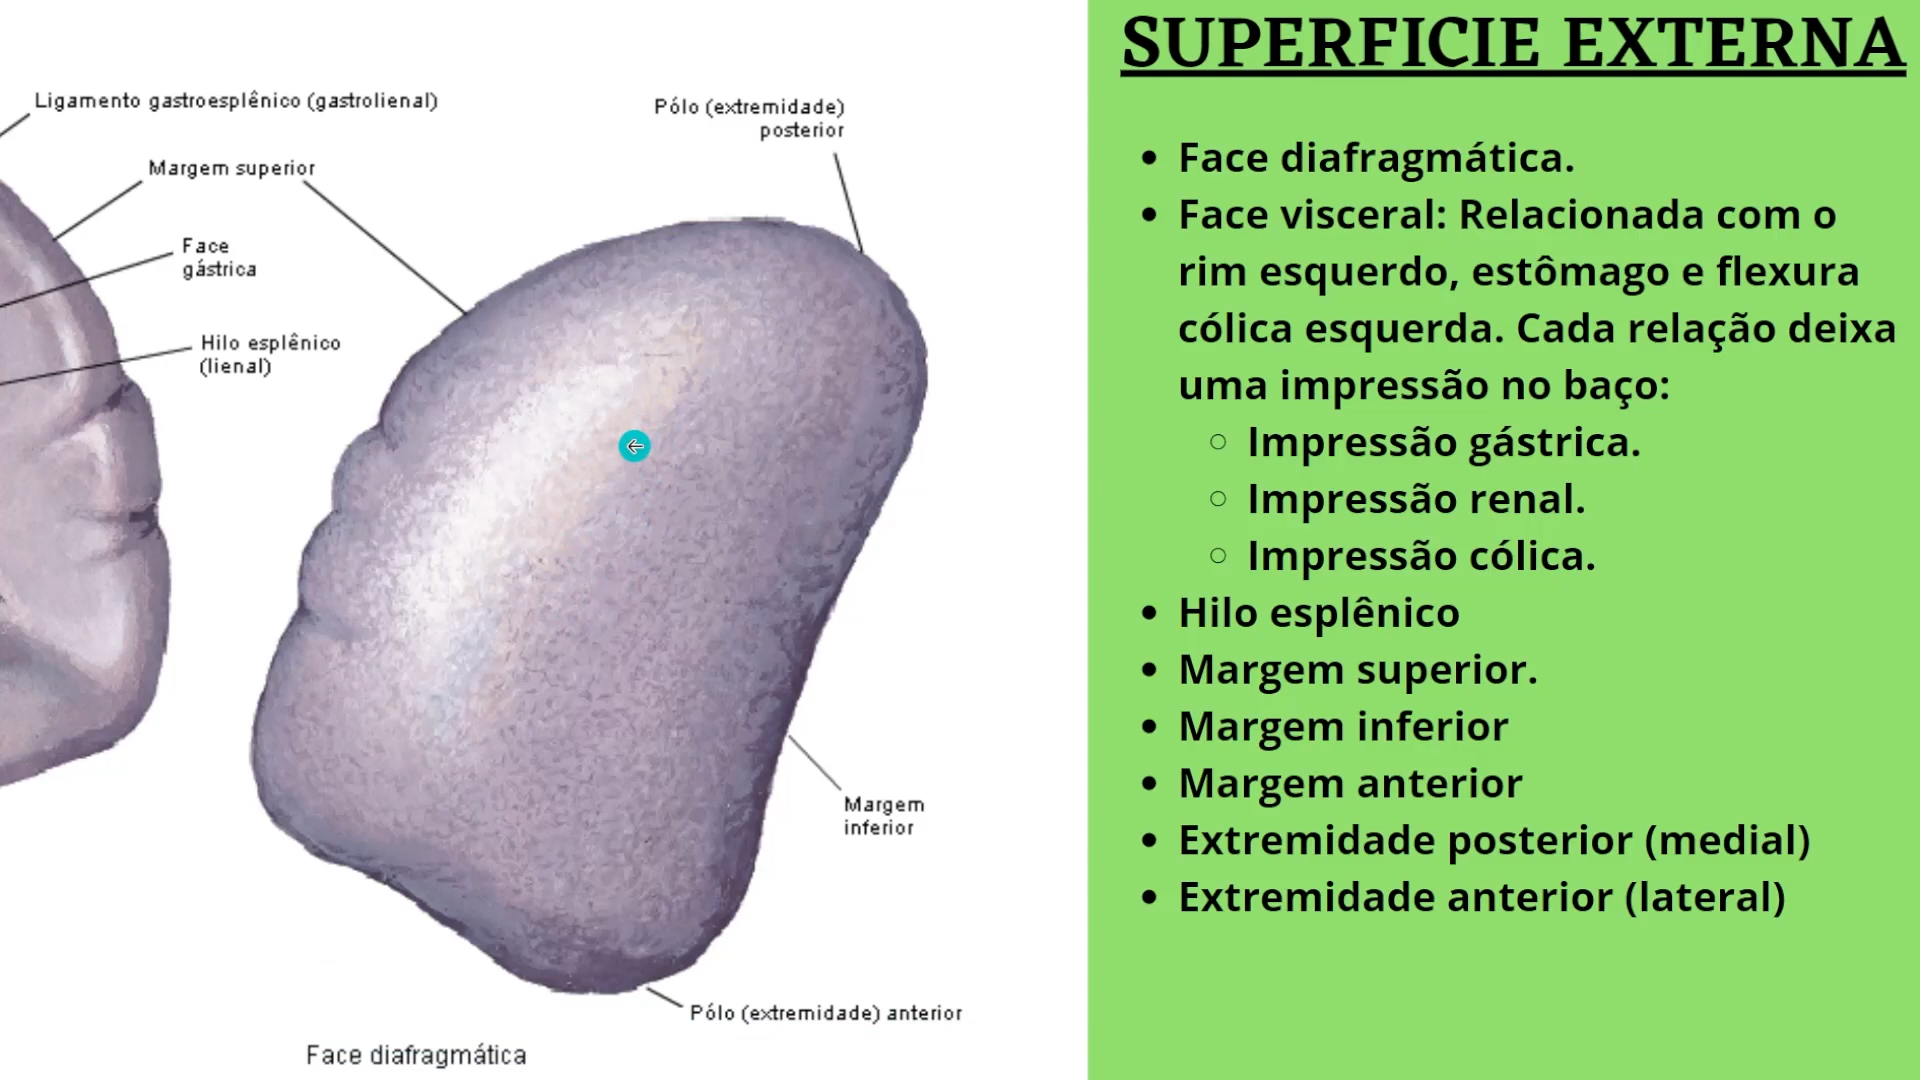 Ligamento gastroesplênico (gastrolienal)
Margem superior
Face
gástrica
Hilo esplênico
(lienal)
Pólo (extremidade)
posterior
Margem
inferior
Pólo (extremidade) anterior
Face diafragmática
SUPERFICIE EXTERNA
• Face diafragmática.
• Face visceral: Relacionada com o
rim esquerdo, estômago e flexura
cólica esquerda. Cada relação deixa
uma impressão no baço:
○ Impressão gástrica.
○ Impressão renal.
○ Impressão cólica.
• Hilo esplênico
• Margem superior.
• Margem inferior
• Margem anterior
• Extremidade posterior (medial)
• Extremidade anterior (lateral)